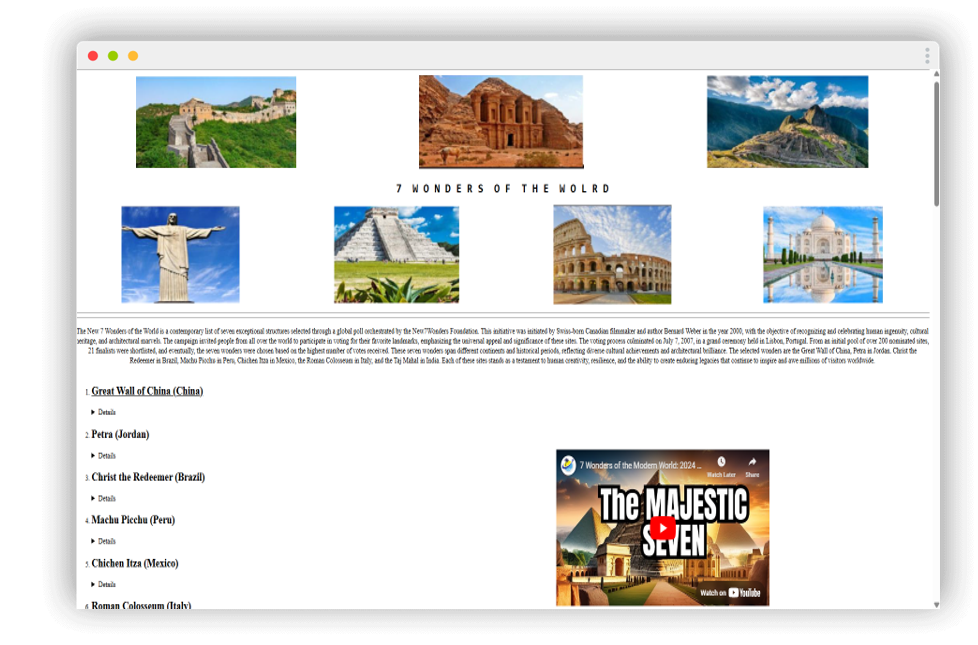 7 WONDERS OF THE WOLRD
The New 7 Wonders of the World is a contemporary list of seven exceptional structures selected through a global poll orchestrated by the New7Wonders Foundation. This initiative was initiated by Swiss-born Canadian filmmaker and author Bernard Weber in the year 2000, with the objective of recognizing and celebrating human ingenuity, cultural
heritage, and architectural marvels. The campaign invited people from all over the world to participate in voting for their favorite landmarks, emphasizing the universal appeal and significance of these sites. The voting process culminated on July 7, 2007, in a grand ceremony held in Lisbon, Portugal. From an initial pool of over 200 nominated sites,
21 finalists were shortlisted, and eventually, the seven wonders were chosen based on the highest number of votes received. These seven wonders span different continents and historical periods, reflecting diverse cultural achievements and architectural brilliance. The selected wonders are the Great Wall of China, Petra in Jordan. Christ the
Redeemer in Brazil, Machu Picchu in Peru, Chichen Itza in Mexico, the Roman Colosseum in Italy, and the Taj Mahal in India. Each of these sites stands as a testament to human creativity, resilience, and the ability to create enduring legacies that continue to inspire and awe millions of visitors worldwide.
1. Great Wall of China (China)
Details
2. Petra (Jordan)
Details
3. Christ the Redeemer (Brazil)
Details
4. Machu Picchu (Peru)
Details
5. Chichen Itza (Mexico)
Details
6. Roman Colosseum (Italy)
7 Wonders of the Modern World: 2024 ...
Watch Later
Share
The MAJESTIC
SEVEN
Watch on YouTube